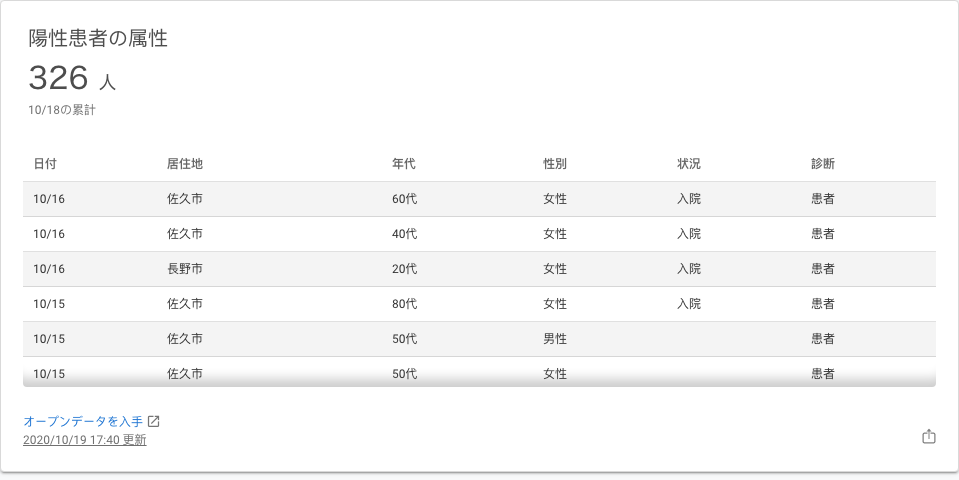 陽性患者の属性
326 人
10/18の累計
日付 居住地 年代 性別 状況 診断
10/16 佐久市 60代 女性 入院 患者
10/16 佐久市 40代 女性 入院 患者
10/16 長野市 20代 女性 入院 患者
10/15 佐久市 80代 女性 入院 患者
10/15 佐久市 50代 男性 患者
10/15 佐久市 50代 女性 患者
オープンデータを入手
2020/10/19 17:40 更新